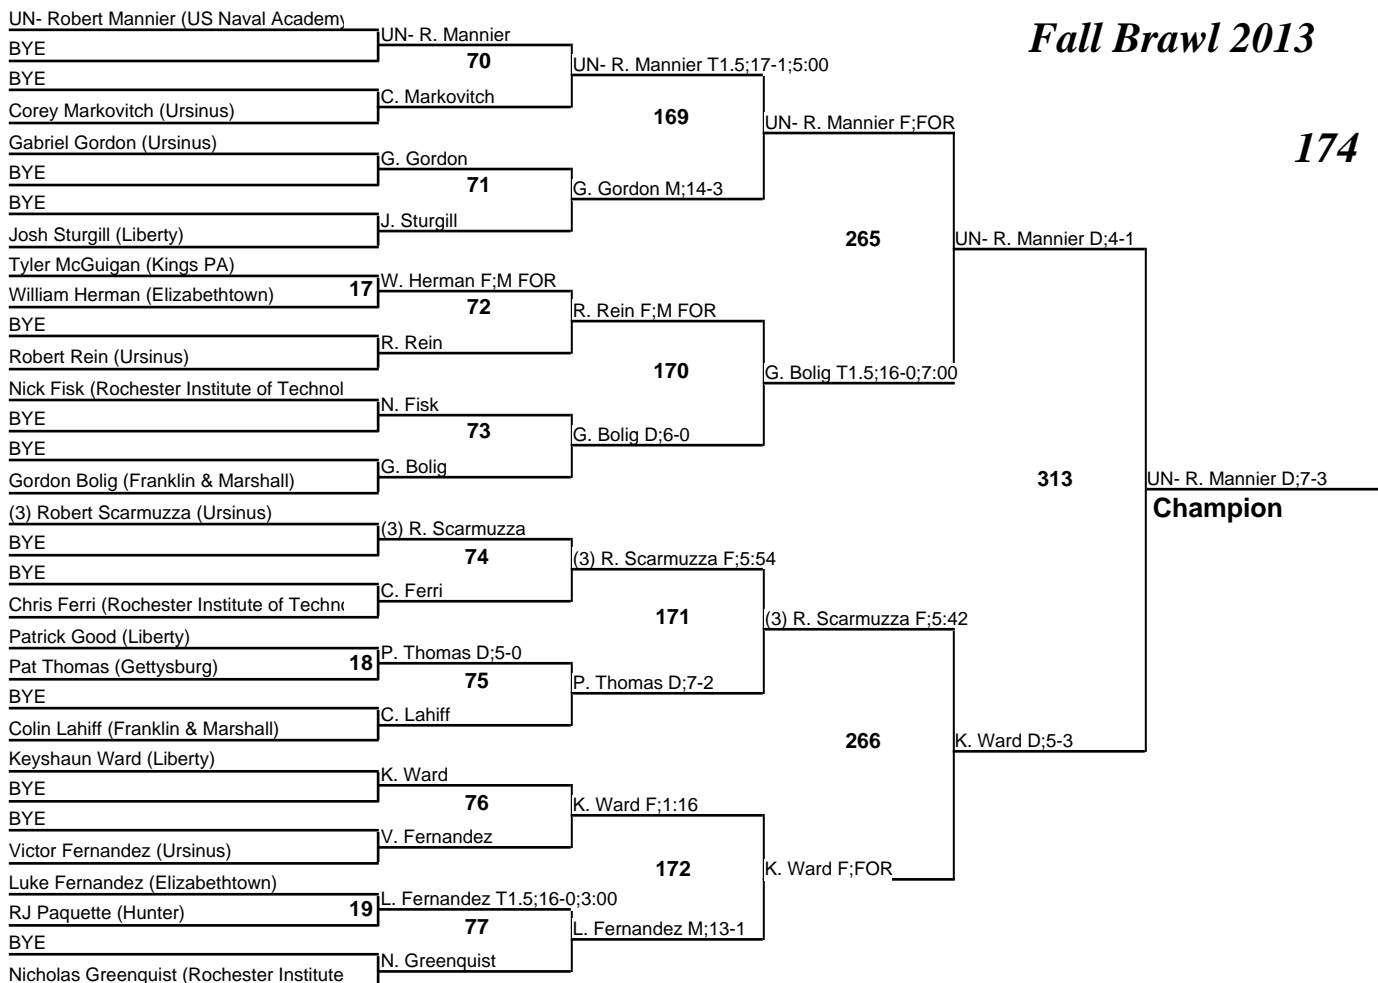 Fall Brawl 2013
174
UN- Robert Mannier (US Naval Academy
BYE
BYE
Corey Markovitch (Ursinus)
Gabriel Gordon (Ursinus)
BYE
BYE
Josh Sturgill (Liberty)
Tyler McGuigan (Kings PA)
William Herman (Elizabethtown)
BYE
Robert Rein (Ursinus)
Nick Fisk (Rochester Institute of Technol
BYE
BYE
Gordon Bolig (Franklin & Marshall)
(3) Robert Scarmuzza (Ursinus)
BYE
BYE
Chris Ferri (Rochester Institute of Techno
Patrick Good (Liberty)
Pat Thomas (Gettysburg)
BYE
Colin Lahiff (Franklin & Marshall)
Keyshaun Ward (Liberty)
BYE
BYE
Victor Fernandez (Ursinus)
Luke Fernandez (Elizabethtown)
RJ Paquette (Hunter)
BYE
Nicholas Greenquist (Rochester Institute
17
18
19
UN- R. Mannier
70
C. Markovitch
G. Gordon
71
J. Sturgill
W. Herman F;M FOR
72
R. Rein
N. Fisk
73
G. Bolig
(3) R. Scarmuzza
74
C. Ferri
P. Thomas D;5-0
75
C. Lahiff
K. Ward
76
V. Fernandez
L. Fernandez T1.5;16-0;3:00
77
N. Greenquist
UN- R. Mannier T1.5;17-1;5:00
169
G. Gordon M;14-3
R. Rein F;M FOR
170
G. Bolig D;6-0
(3) R. Scarmuzza F;5:54
171
P. Thomas D;7-2
K. Ward F;1:16
172
L. Fernandez M;13-1
UN- R. Mannier F;FOR
265
G. Bolig T1.5;16-0;7:00
(3) R. Scarmuzza F;5:42
266
K. Ward F;FOR
UN- R. Mannier D;4-1
313
K. Ward D;5-3
UN- R. Mannier D;7-3
Champion